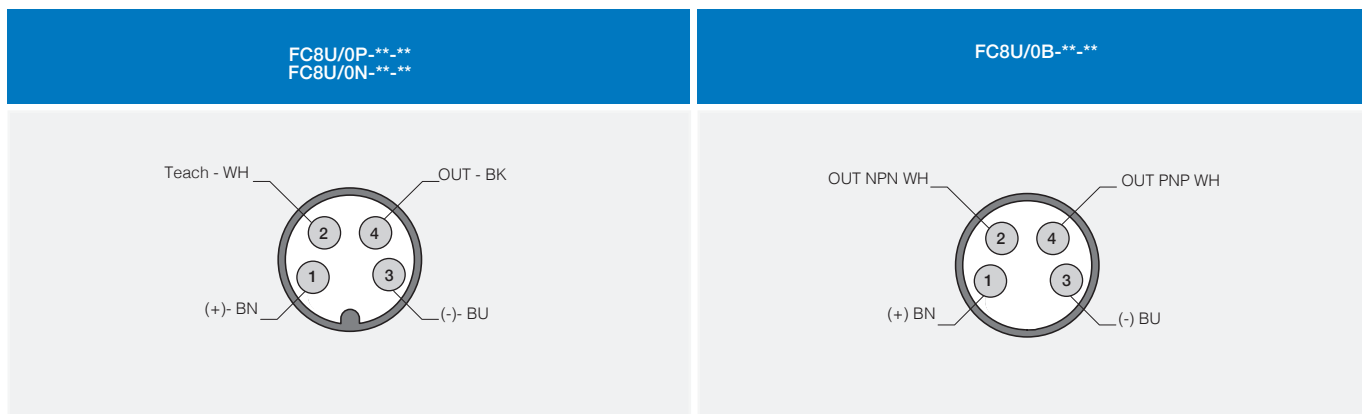 FC8U/0P-**-**
FC8U/0N-**-**
FC8U/0B-**-**
Teach - WH
OUT - BK
2
4
1
3
(+)- BN
(-)- BU
OUT NPN WH
OUT PNP WH
2
4
1
3
(+) BN
(-) BU